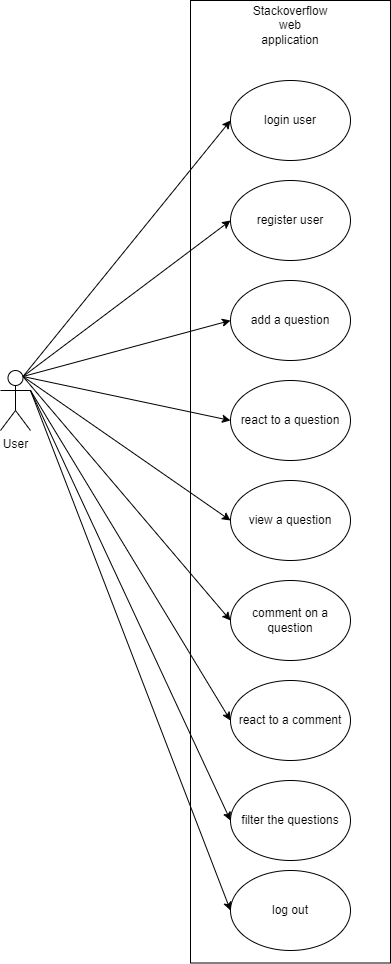 Stackoverflow
web
application
login user
register user
add a question
react to a question
User
view a question
comment on a
question
react to a comment
filter the questions
log out